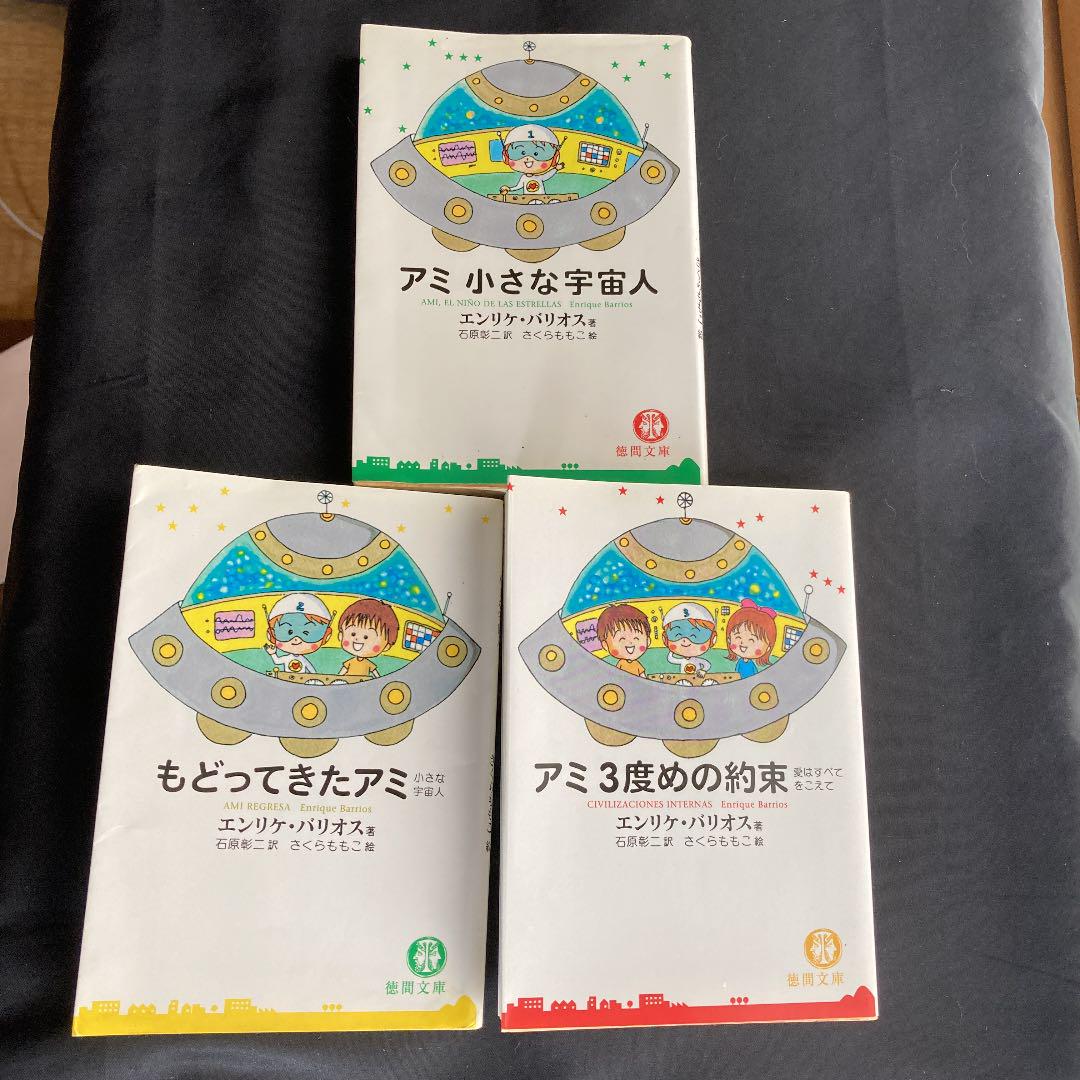 1
アミ 小さな宇宙人
AMI, EL NIÑO DE LAS ESTRELLAS Enrique Barrios
エンリケ・バリオス 著
石原彰二 訳 さくらももこ 絵
徳間文庫
2
もどってきたアミ 小さな
宇宙人
AMI REGRESA Enrique Barrios
エンリケ・バリオス 著
石原彰二 訳 さくらももこ 絵
徳間文庫
3
アミ 3度めの約束 愛はすべて
をこえて
CIVILIZACIONES INTERNAS Enrique Barrios
エンリケ・バリオス 著
石原彰二 訳 さくらももこ 絵
徳間文庫